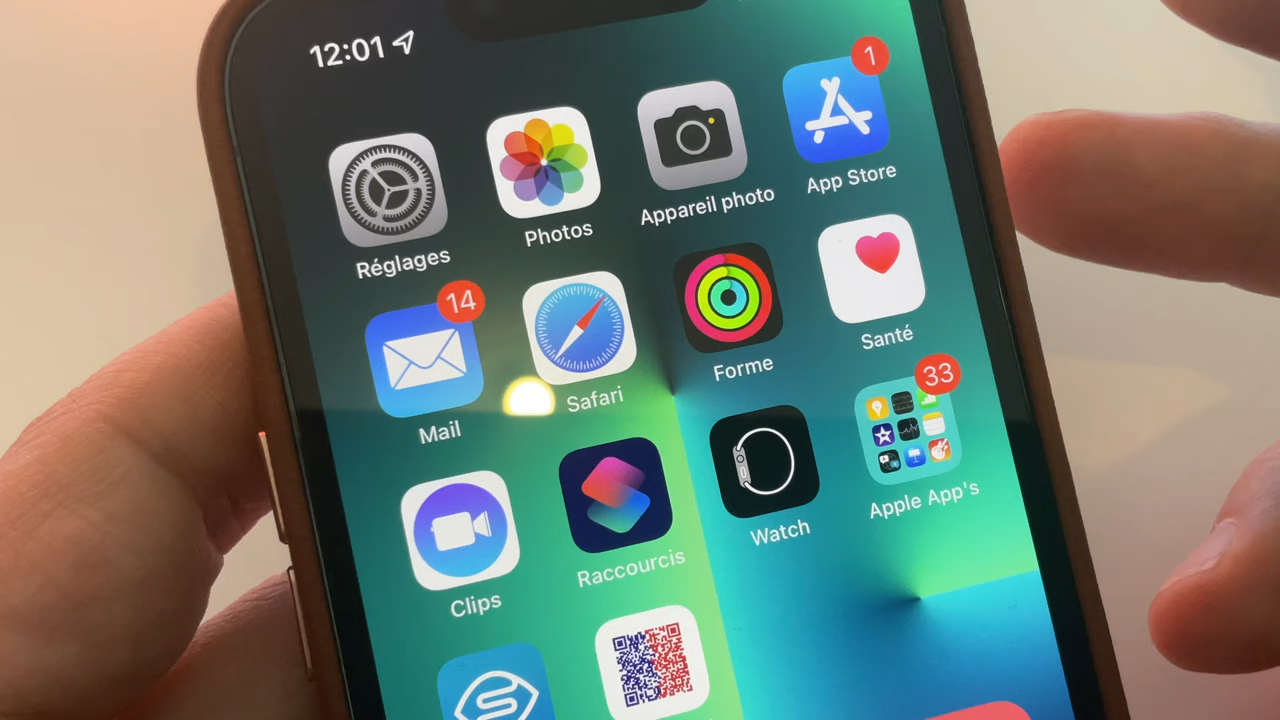 12:01
1
Réglages
Photos
Appareil photo
App Store
14
Mail
Safari
Forme
Santé
33
Clips
Raccourcis
Watch
Apple App's